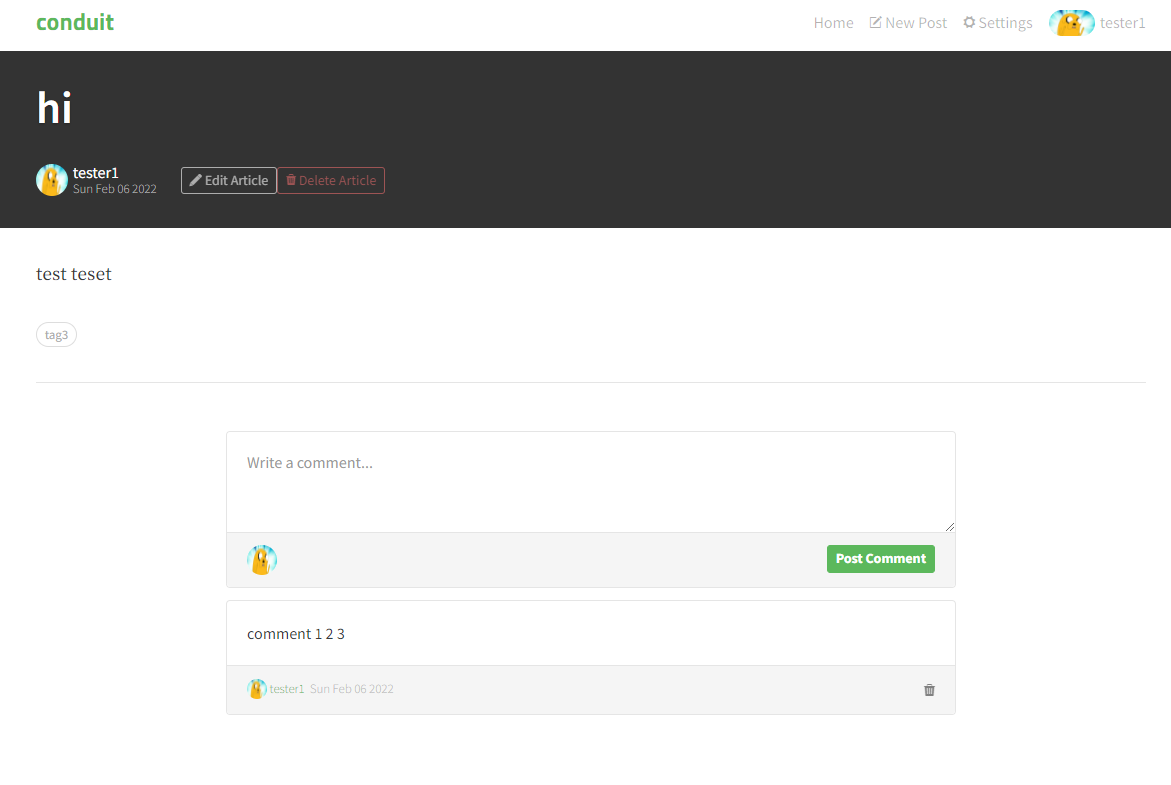 conduit
Home New Post Settings tester1
hi
tester1
Sun Feb 06 2022
Edit Article Delete Article
test teset
tag3
Write a comment...
Post Comment
comment 1 2 3
tester1 Sun Feb 06 2022